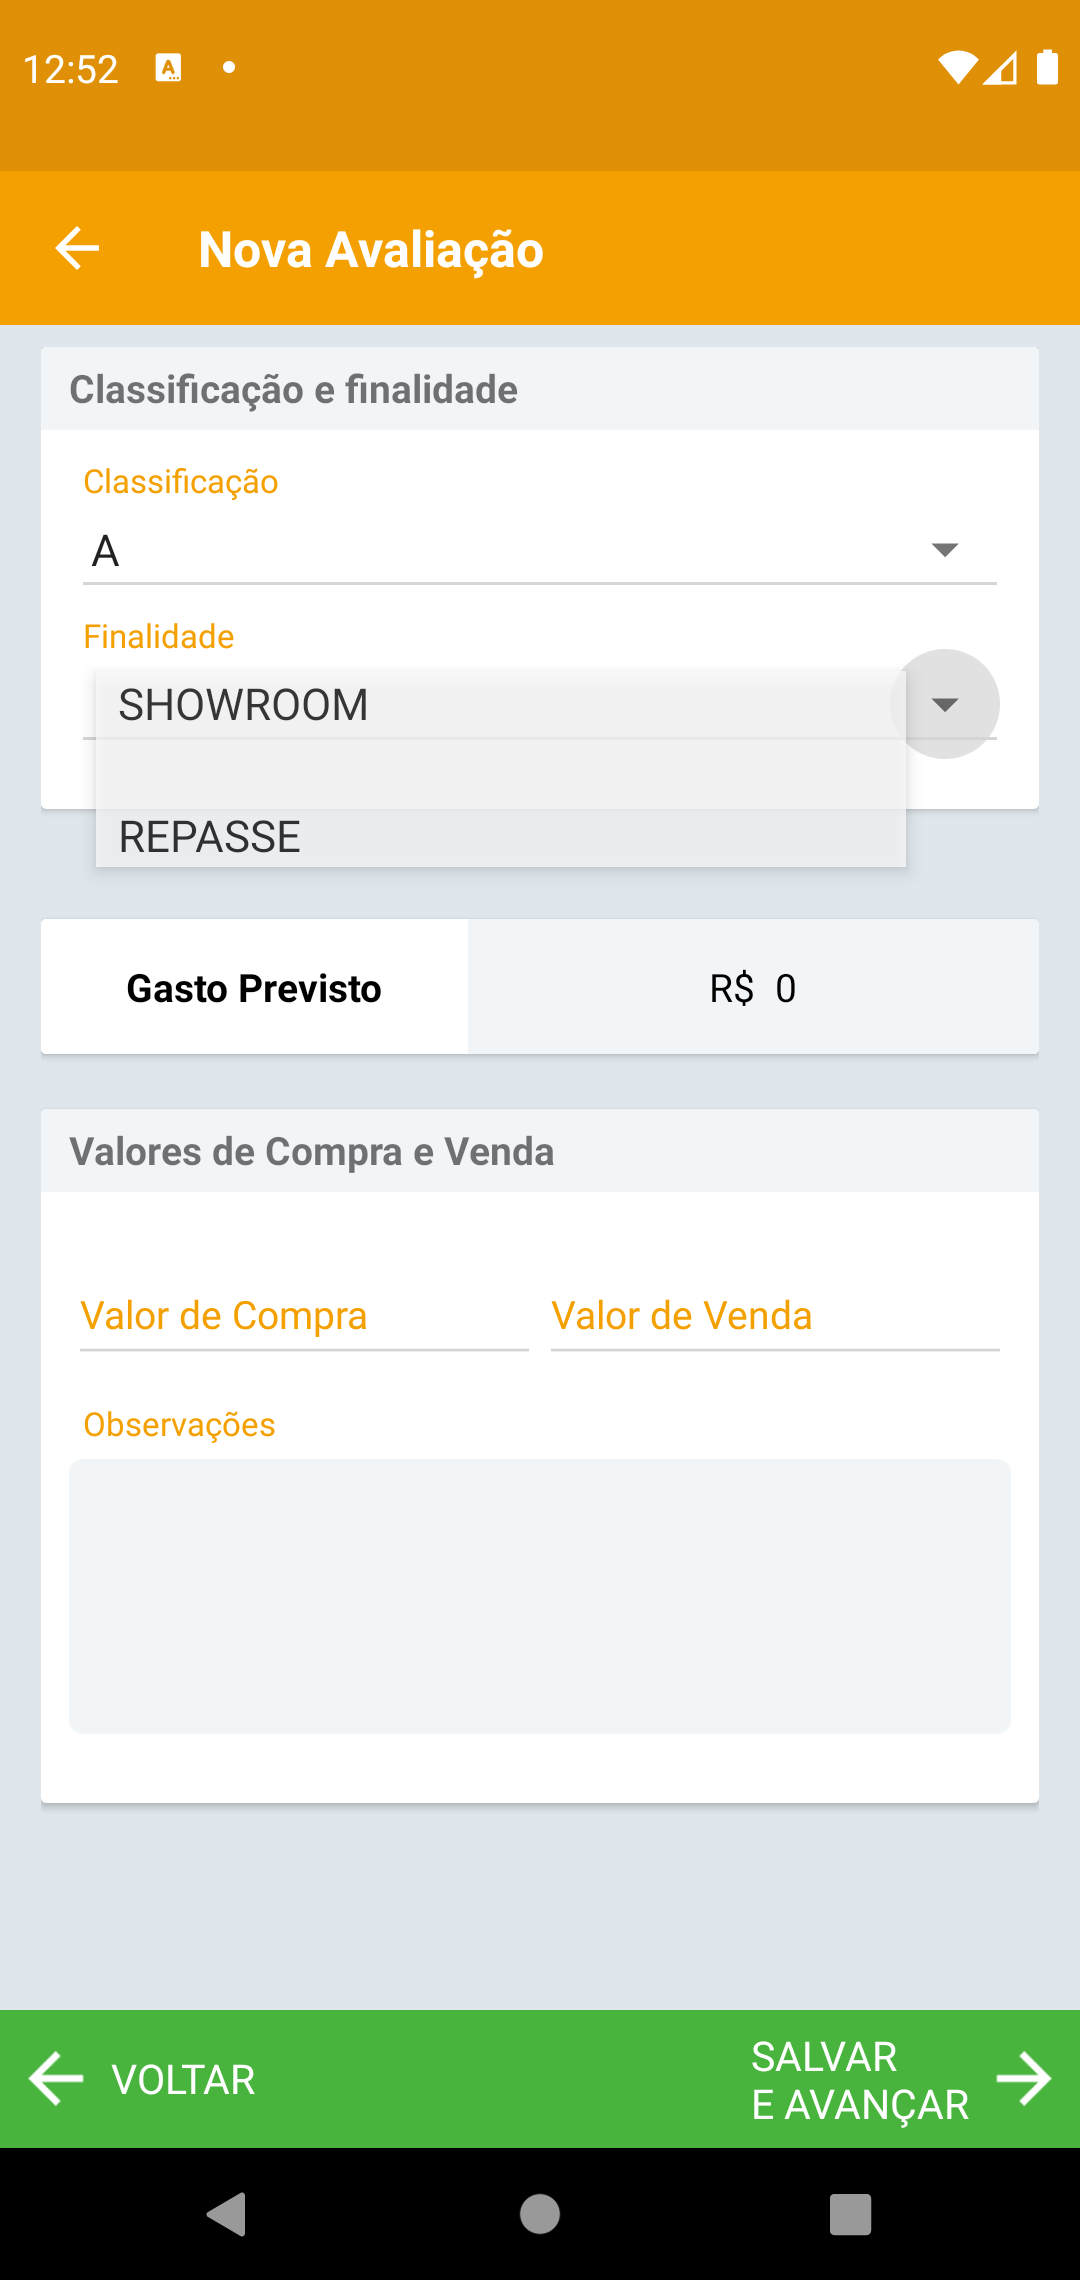 12:52
Nova Avaliação
Classificação e finalidade
Classificação
A
Finalidade
SHOWROOM
REPASSE
Gasto Previsto
R$ 0
Valores de Compra e Venda
Valor de Compra
Valor de Venda
Observações
VOLTAR
SALVAR
E AVANÇAR